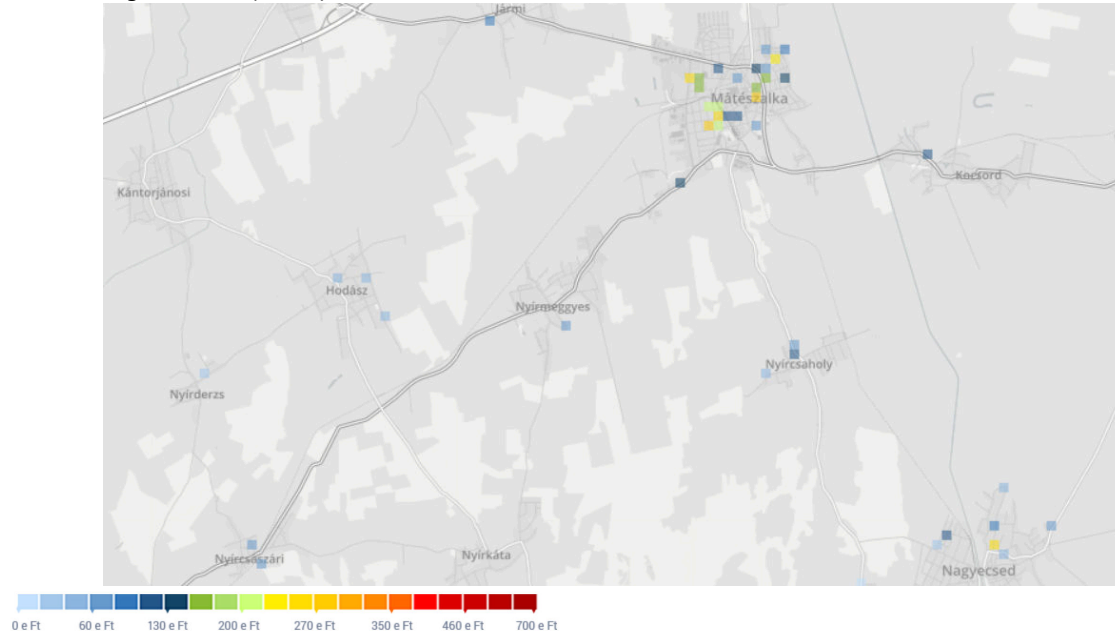 Jármi
Mátészalka
Kocsord
Kántorjánosi
Hodász
Nyírmeggyes
Nyírcsaholy
Nyírderzs
Nyírcsászári
Nyírkáta
Nagyecsed
0 e Ft 60 e Ft 130 e Ft 200 e Ft 270 e Ft 350 e Ft 460 e Ft 700 e Ft